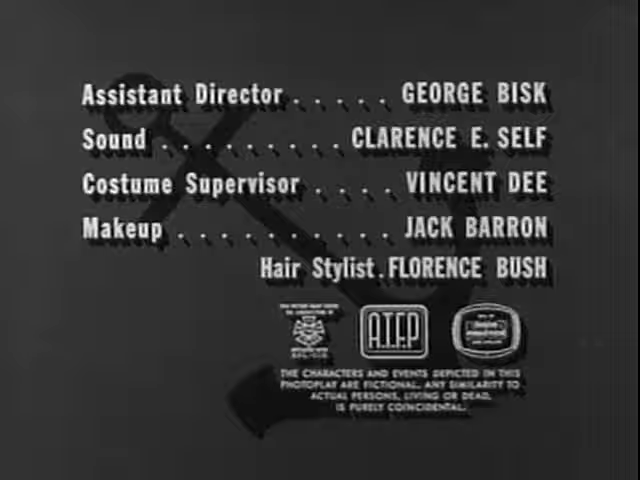 Assistant Director . . . . . GEORGE BISK
Sound . . . . . . . . . CLARENCE E. SELF
Costume Supervisor . . . . VINCENT DEE
Makeup . . . . . . . . . . JACK BARRON
Hair Stylist . FLORENCE BUSH
A.T.F.P
THE CHARACTERS AND EVENTS DEPICTED IN THIS
PHOTOPLAY ARE FICTIONAL. ANY SIMILARITY TO
ACTUAL PERSONS, LIVING OR DEAD,
IS PURELY COINCIDENTAL.